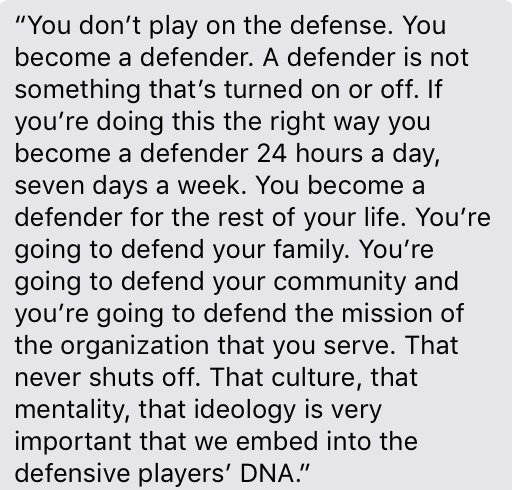 “You don’t play on the defense. You
become a defender. A defender is not
something that’s turned on or off. If
you’re doing this the right way you
become a defender 24 hours a day,
seven days a week. You become a
defender for the rest of your life. You’re
going to defend your family. You’re
going to defend your community and
you’re going to defend the mission of
the organization that you serve. That
never shuts off. That culture, that
mentality, that ideology is very
important that we embed into the
defensive players’ DNA.”